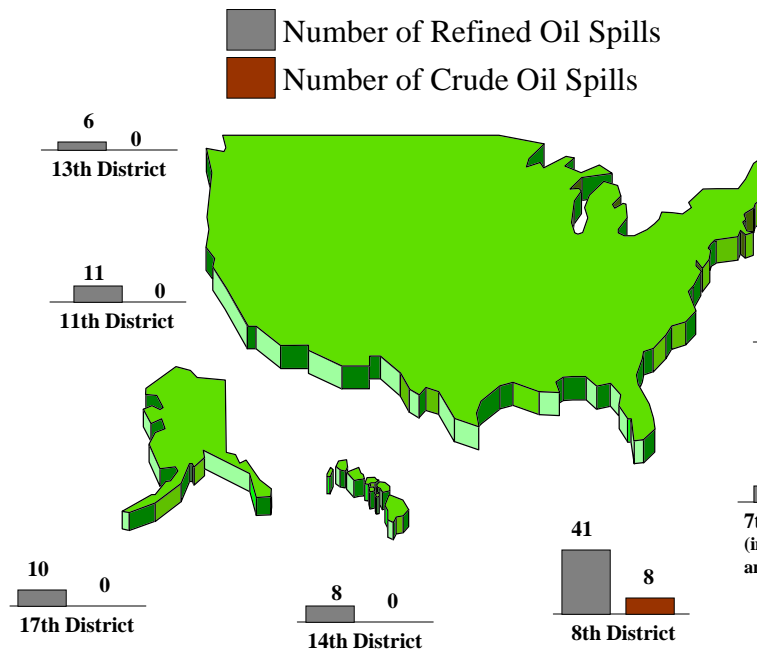 Number of Refined Oil Spills
Number of Crude Oil Spills
6
0
13th District
11
0
11th District
10
0
17th District
8
0
14th District
41
8
8th District